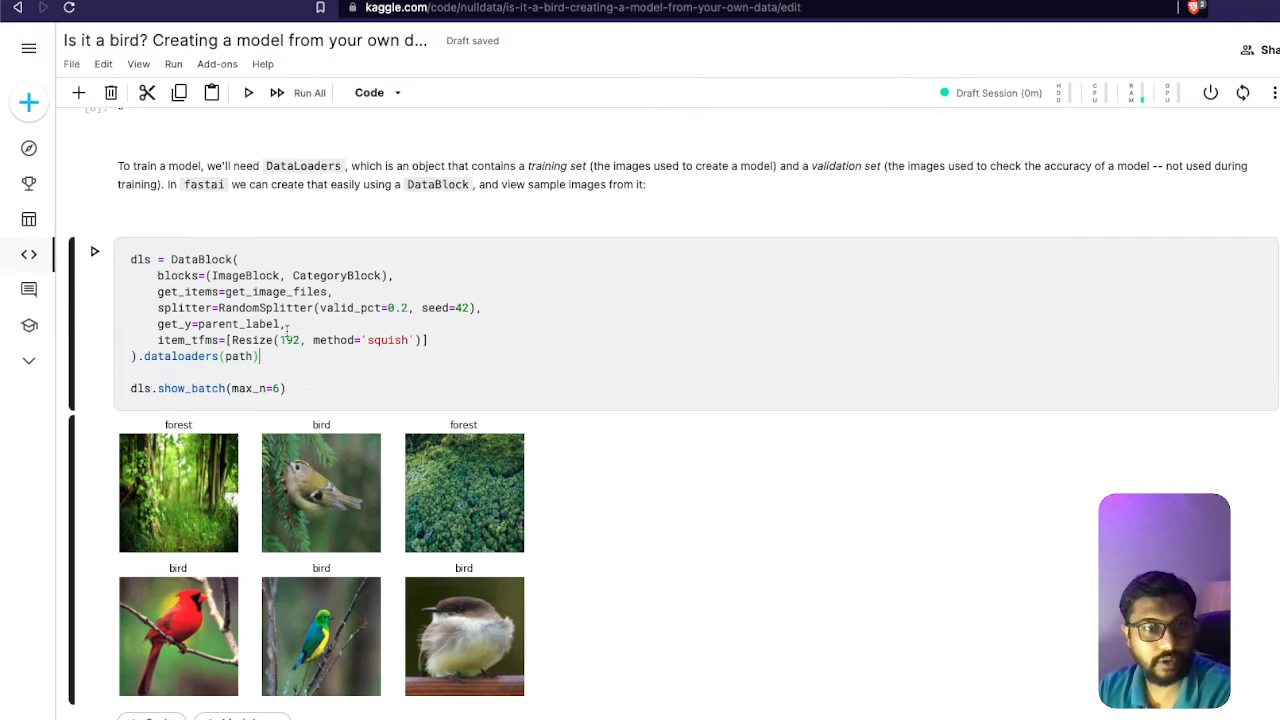 kaggle.com/code/nulldata/is-it-a-bird-creating-a-model-from-your-own-data/edit
2
Is it a bird? Creating a model from your own d... Draft saved
Sha
File Edit View Run Add-ons Help
Run All Code Draft Session (0m) HDD CPU RAM GPU
To train a model, we'll need DataLoaders, which is an object that contains a training set (the images used to create a model) and a validation set (the images used to check the accuracy of a model -- not used during
training). In fastai we can create that easily using a DataBlock, and view sample images from it:
dls = DataBlock(
blocks=(ImageBlock, CategoryBlock),
get_items=get_image_files,
splitter=RandomSplitter(valid_pct=0.2, seed=42),
get_y=parent_label,
item_tfms=[Resize(192, method='squish')]
).dataloaders(path)
dls.show_batch(max_n=6)
forest bird forest
bird bird bird